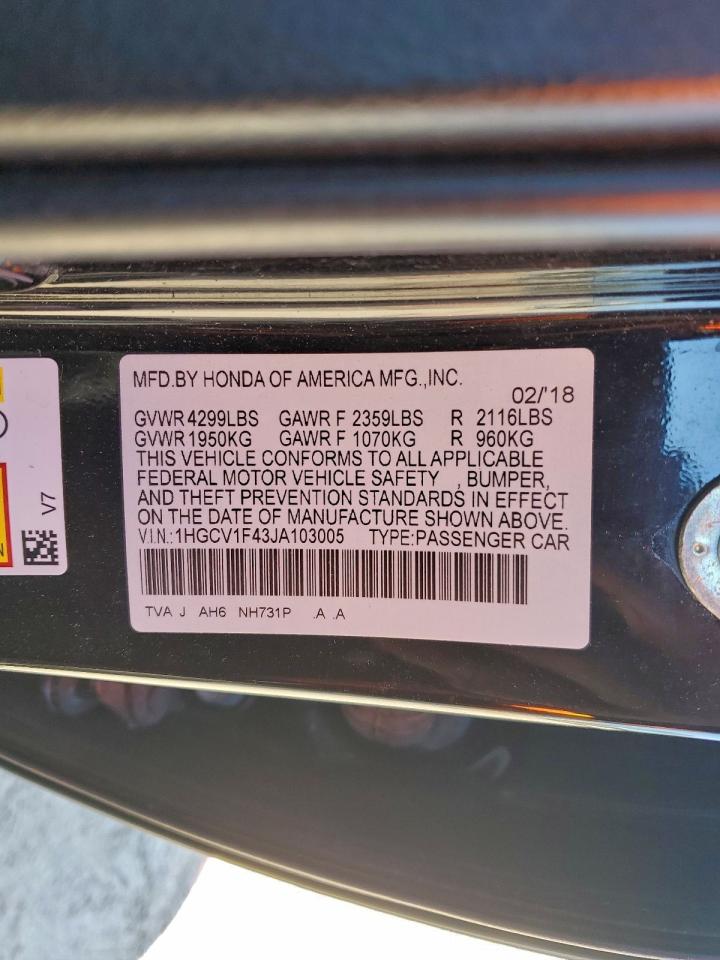 MFD.BY HONDA OF AMERICA MFG.,INC.
02/'18
GVWR 4299LBS GAWR F 2359LBS R 2116LBS
GVWR 1950KG GAWR F 1070KG R 960KG
THIS VEHICLE CONFORMS TO ALL APPLICABLE
FEDERAL MOTOR VEHICLE SAFETY , BUMPER,
AND THEFT PREVENTION STANDARDS IN EFFECT
ON THE DATE OF MANUFACTURE SHOWN ABOVE.
V.I.N.:1HGCV1F43JA103005 TYPE:PASSENGER CAR
TVA J AH6 NH731P .A .A
V7